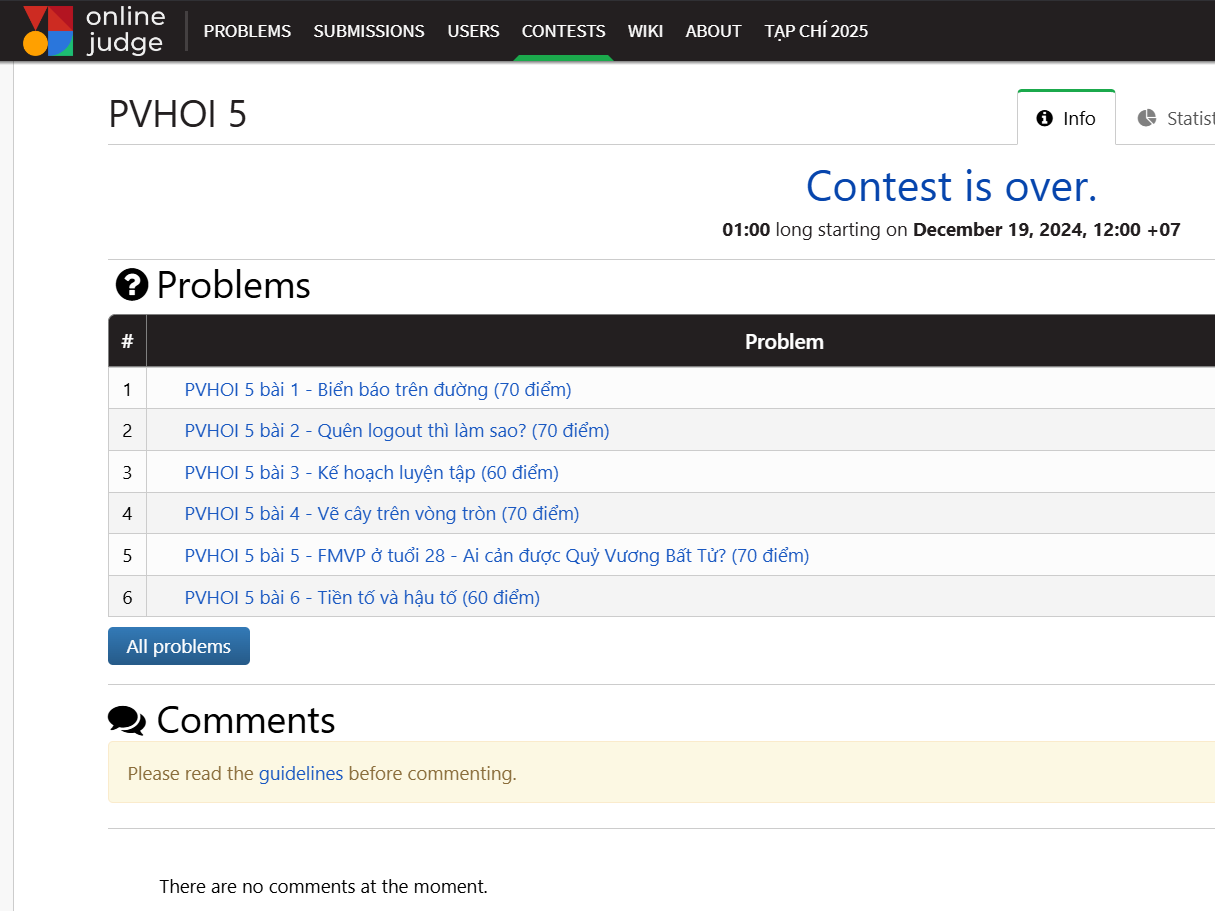 online
judge
PROBLEMS SUBMISSIONS USERS CONTESTS WIKI ABOUT TẠP CHÍ 2025
PVHOI 5
Info Statist
Contest is over.
01:00 long starting on December 19, 2024, 12:00 +07
Problems
# Problem
1 PVHOI 5 bài 1 - Biển báo trên đường (70 điểm)
2 PVHOI 5 bài 2 - Quên logout thì làm sao? (70 điểm)
3 PVHOI 5 bài 3 - Kế hoạch luyện tập (60 điểm)
4 PVHOI 5 bài 4 - Vẽ cây trên vòng tròn (70 điểm)
5 PVHOI 5 bài 5 - FMVP ở tuổi 28 - Ai cản được Quỷ Vương Bất Tử? (70 điểm)
6 PVHOI 5 bài 6 - Tiền tố và hậu tố (60 điểm)
All problems
Comments
Please read the guidelines before commenting.
There are no comments at the moment.